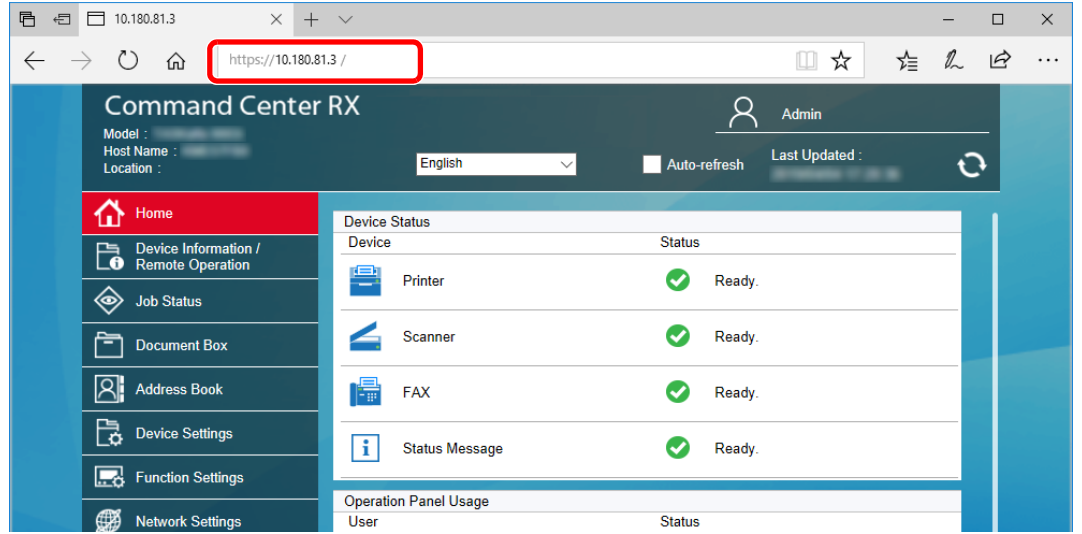 10.180.81.3
https://10.180.81.3 /
Command Center RX
Admin
Model :
Host Name :
Location :
English
Auto-refresh
Last Updated :
Home
Device Information /
Remote Operation
Job Status
Document Box
Address Book
Device Settings
Function Settings
Network Settings
Device Status
Device Status
Printer Ready.
Scanner Ready.
FAX Ready.
Status Message Ready.
Operation Panel Usage
User Status